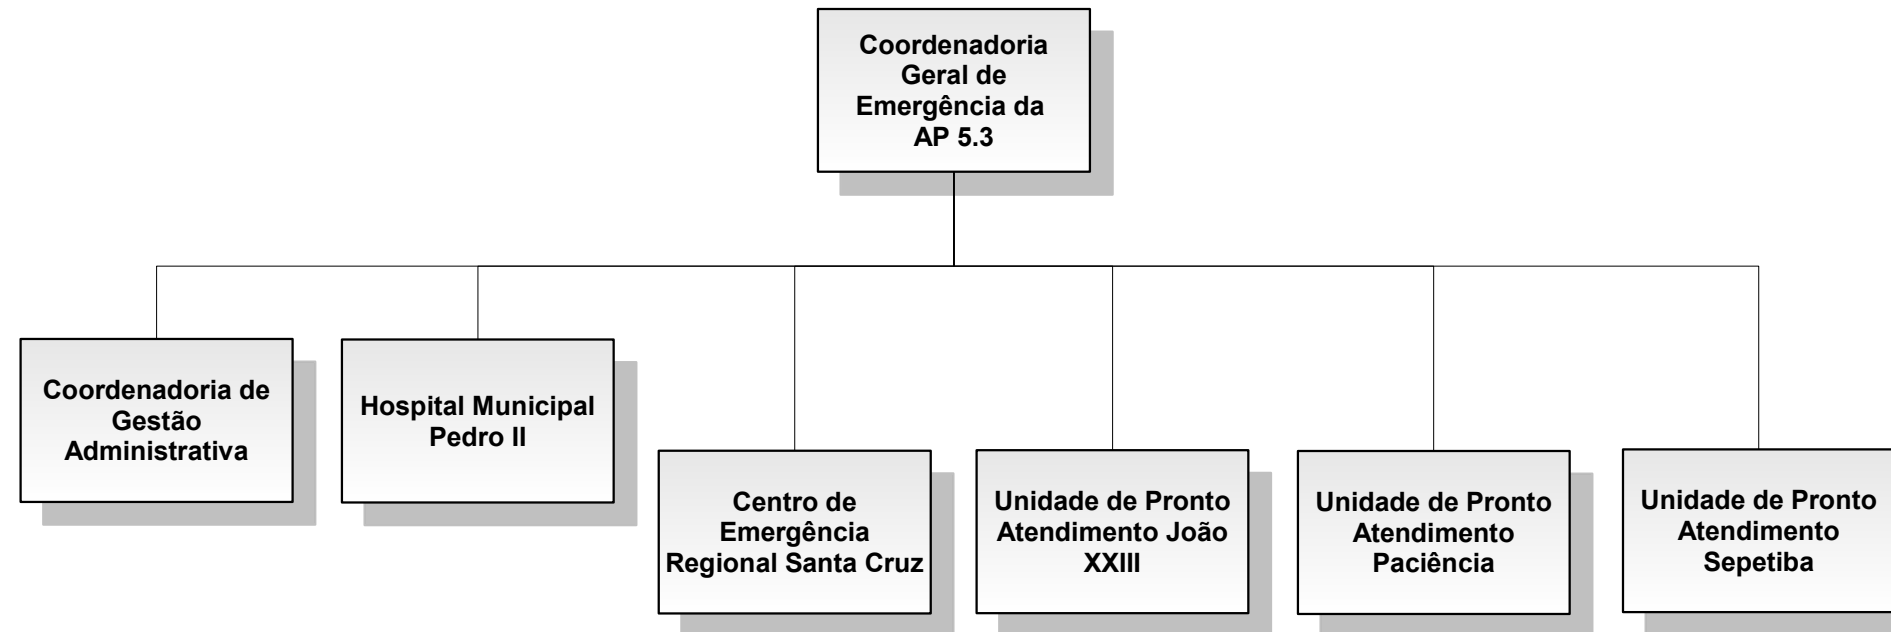 Coordenadoria
Geral de
Emergência da
AP 5.3
Coordenadoria de
Gestão
Administrativa
Hospital Municipal
Pedro II
Centro de
Emergência
Regional Santa Cruz
Unidade de Pronto
Atendimento João
XXIII
Unidade de Pronto
Atendimento
Paciência
Unidade de Pronto
Atendimento
Sepetiba